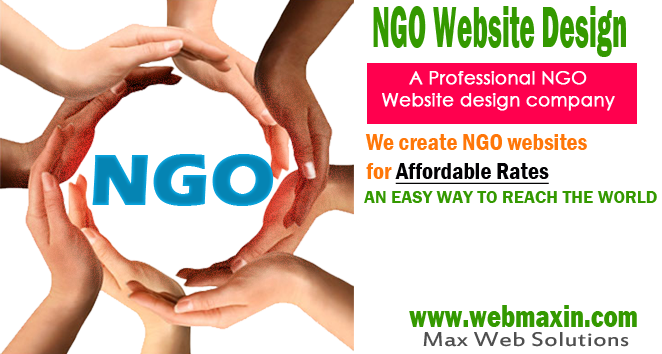 NGO
NGO Website Design
A Professional NGO
Website design company
We create NGO websites
for Affordable Rates
AN EASY WAY TO REACH THE WORLD
www.webmaxin.com
Max Web Solutions